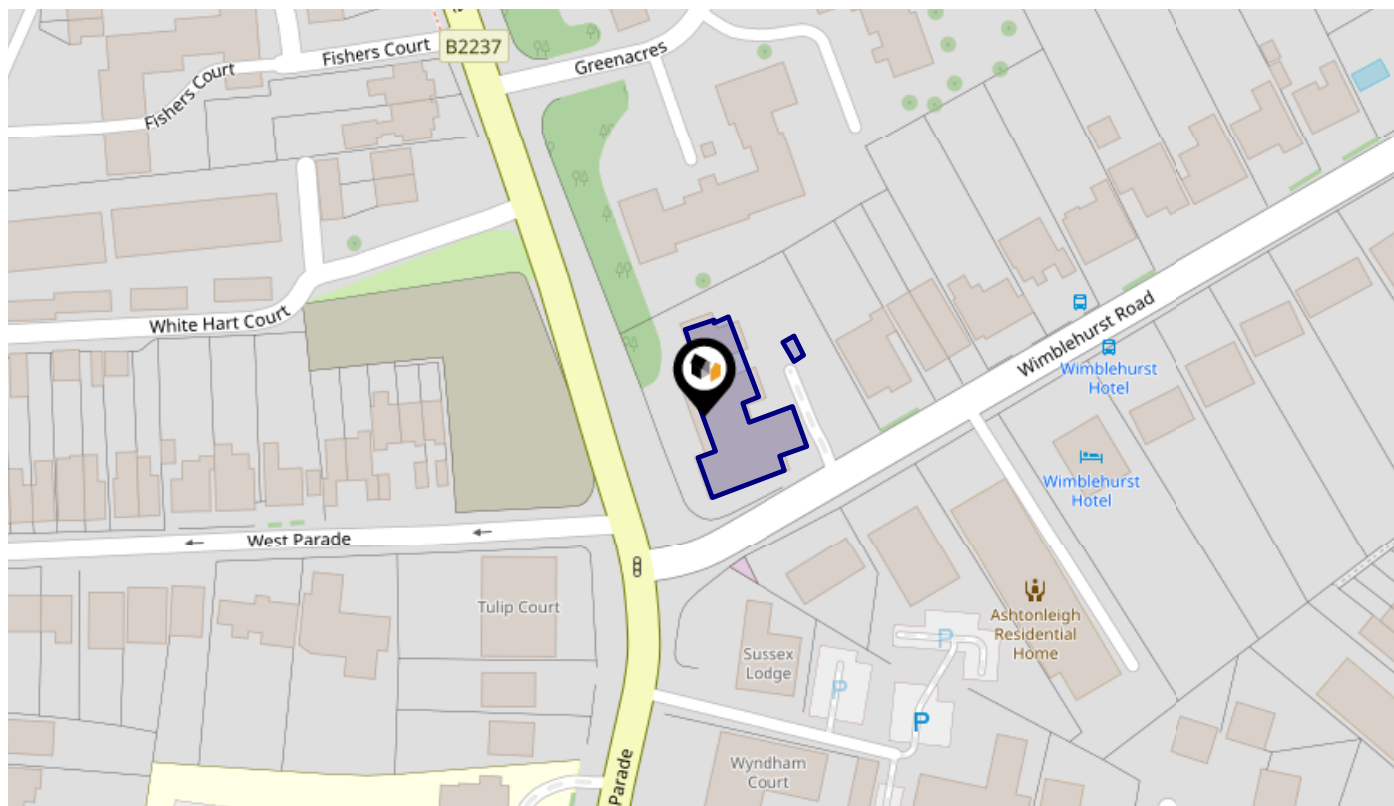 Fishers Court
B2237
Greenacres
Fishers Court
White Hart Court
Wimblehurst Road
Wimblehurst
Hotel
Wimblehurst
Hotel
West Parade
Tulip Court
Ashtonleigh
Residential
Home
P
Sussex
Lodge
P
P
Wyndham
Court
Parade